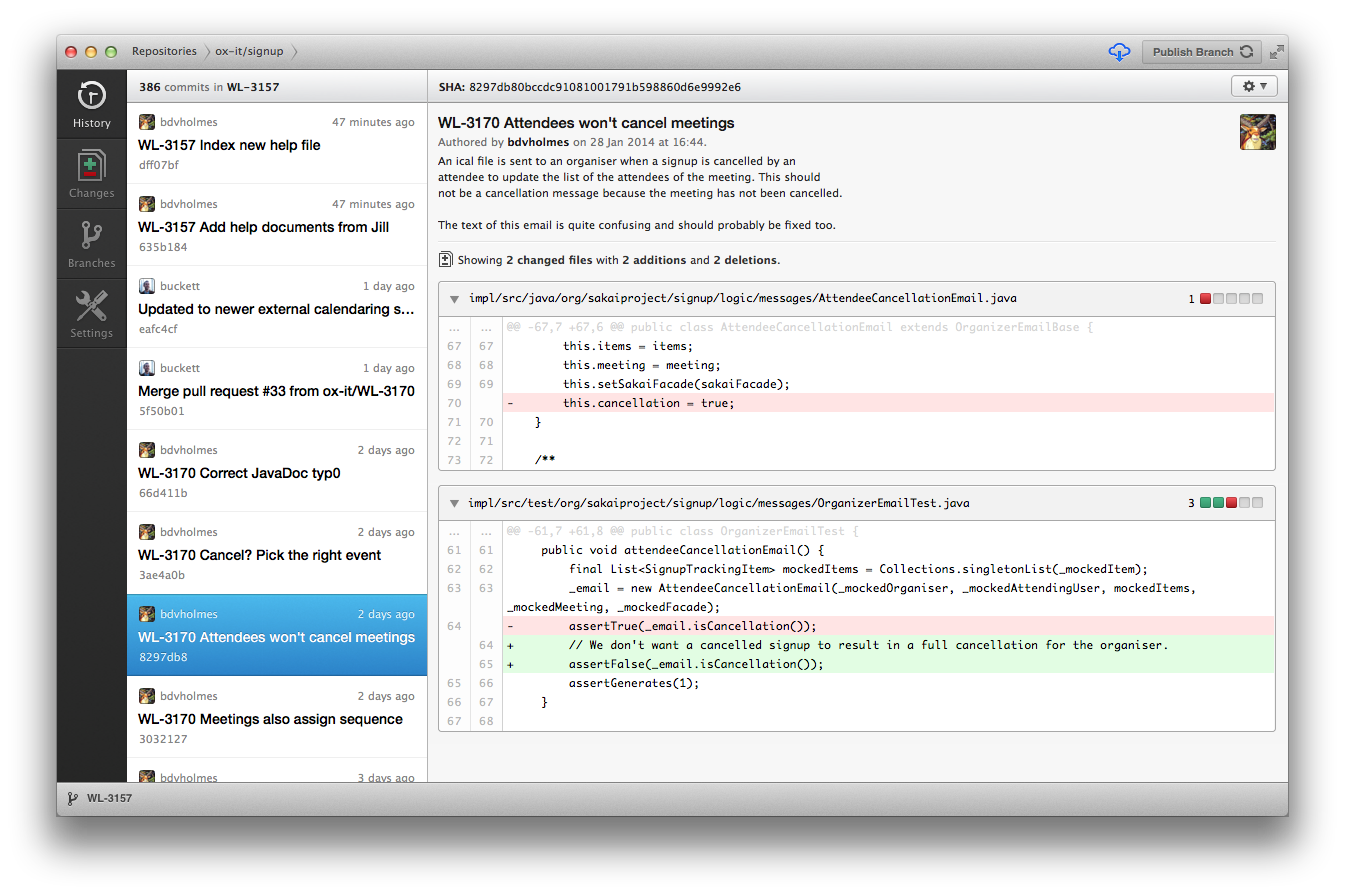 Repositories
ox-it/signup
Publish Branch
History
Changes
Branches
Settings
386 commits in WL-3157
bdvholmes 47 minutes ago
WL-3157 Index new help file
dff07bf
bdvholmes 47 minutes ago
WL-3157 Add help documents from Jill
635b184
buckett 1 day ago
Updated to newer external calendaring s...
eafc4cf
buckett 1 day ago
Merge pull request #33 from ox-it/WL-3170
5f50b01
bdvholmes 2 days ago
WL-3170 Correct JavaDoc typ0
66d411b
bdvholmes 2 days ago
WL-3170 Cancel? Pick the right event
3ae4a0b
bdvholmes 2 days ago
WL-3170 Attendees won't cancel meetings
8297db8
bdvholmes 2 days ago
WL-3170 Meetings also assign sequence
3032127
bdvholmes 3 days ago
SHA: 8297db80bccdc91081001791b598860d6e9992e6
WL-3170 Attendees won't cancel meetings
Authored by bdvholmes on 28 Jan 2014 at 16:44.
An ical file is sent to an organiser when a signup is cancelled by an
attendee to update the list of the attendees of the meeting. This should
not be a cancellation message because the meeting has not been cancelled.
The text of this email is quite confusing and should probably be fixed too.
Showing 2 changed files with 2 additions and 2 deletions.
impl/src/java/org/sakaiproject/signup/logic/messages/AttendeeCancellationEmail.java 1
... ... @@ -67,7 +67,6 @@ public class AttendeeCancellationEmail extends OrganizerEmailBase {
67 67 this.items = items;
68 68 this.meeting = meeting;
69 69 this.setSakaiFacade(sakaiFacade);
70 - this.cancellation = true;
71 70 }
72 71
73 72 /**
impl/src/test/org/sakaiproject/signup/logic/messages/OrganizerEmailTest.java 3
... ... @@ -61,7 +61,8 @@ public class OrganizerEmailTest {
61 61 public void attendeeCancellationEmail() {
62 62 final List<SignupTrackingItem> mockedItems = Collections.singletonList(_mockedItem);
63 63 _email = new AttendeeCancellationEmail(_mockedOrganiser, _mockedAttendingUser, mockedItems,
_mockedMeeting, _mockedFacade);
64 - assertTrue(_email.isCancellation());
64 + // We don't want a cancelled signup to result in a full cancellation for the organiser.
65 + assertFalse(_email.isCancellation());
65 66 assertGenerates(1);
66 67 }
67 68
WL-3157